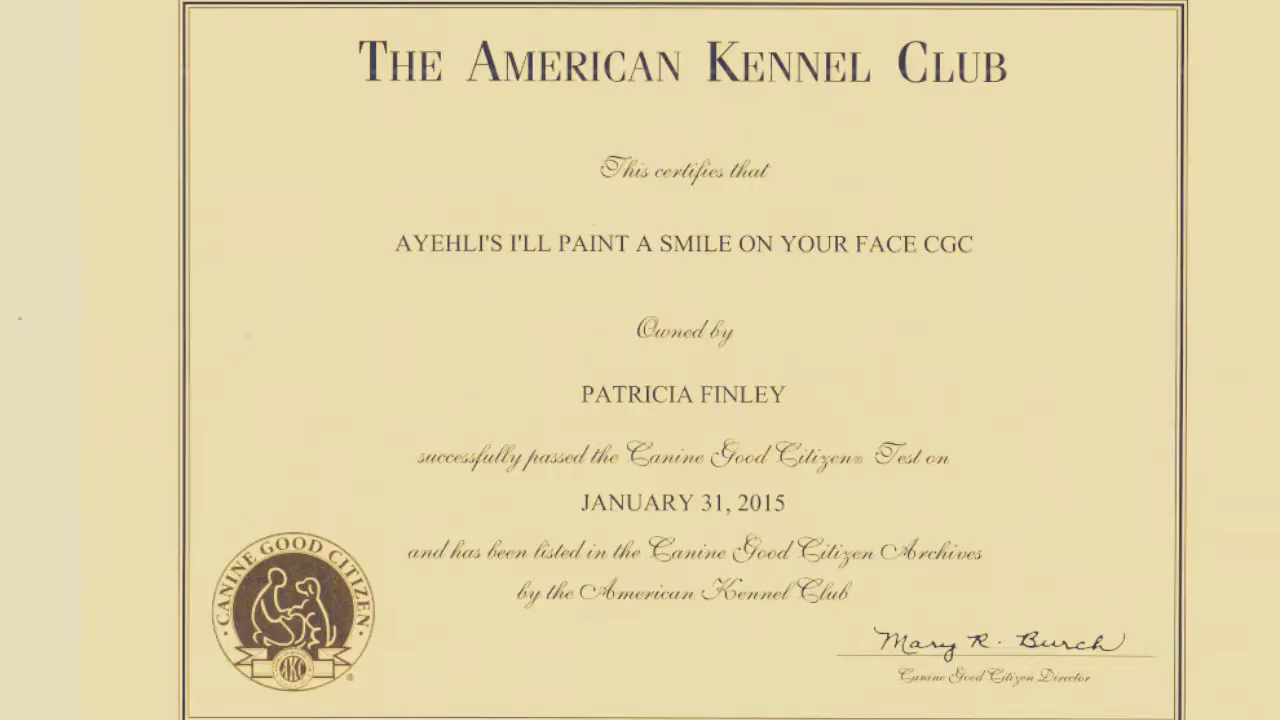 THE AMERICAN KENNEL CLUB
This certifies that
AYEHLI'S I'LL PAINT A SMILE ON YOUR FACE CGC
Owned by
PATRICIA FINLEY
successfully passed the Canine Good Citizen® Test on
JANUARY 31, 2015
and has been listed in the Canine Good Citizen Archives
by the American Kennel Club
CANINE GOOD CITIZEN
AKC
®
Mary R. Burch
Canine Good Citizen Director